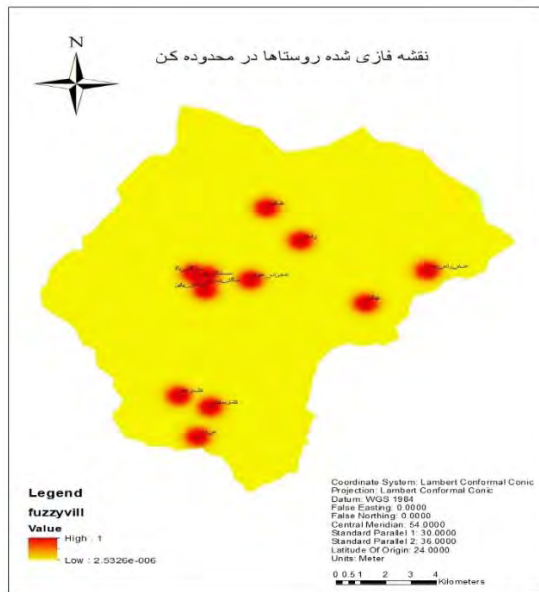 N
نقشه فازی شده روستاها در محدوده کن
Legend
fuzzyvill
Value
High : 1
Low : 2.5326e-006
Coordinate System: Lambert Conformal Conic
Projection: Lambert Conformal Conic
Datum: WGS 1984
False Easting: 0.0000
False Northing: 0.0000
Central Meridian: 54.0000
Standard Parallel 1: 30.0000
Standard Parallel 2: 36.0000
Latitude Of Origin: 24.0000
Units: Meter
0 0.5 1 2 3 4
Kilometers